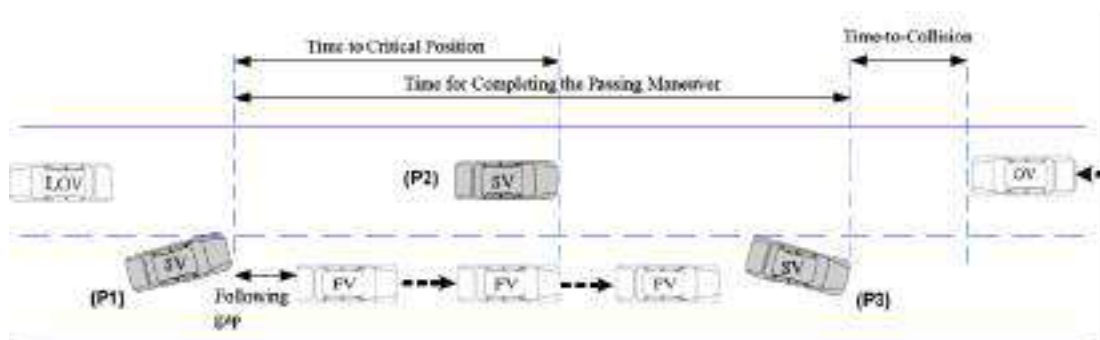 Time to Critical Position
Time-to-Collision
Time for Completing the Passing Maneuver
LOV
(P2)
SV
OV
SV
SV
(P1)
Following
gap
FV
FV
FV
(P3)